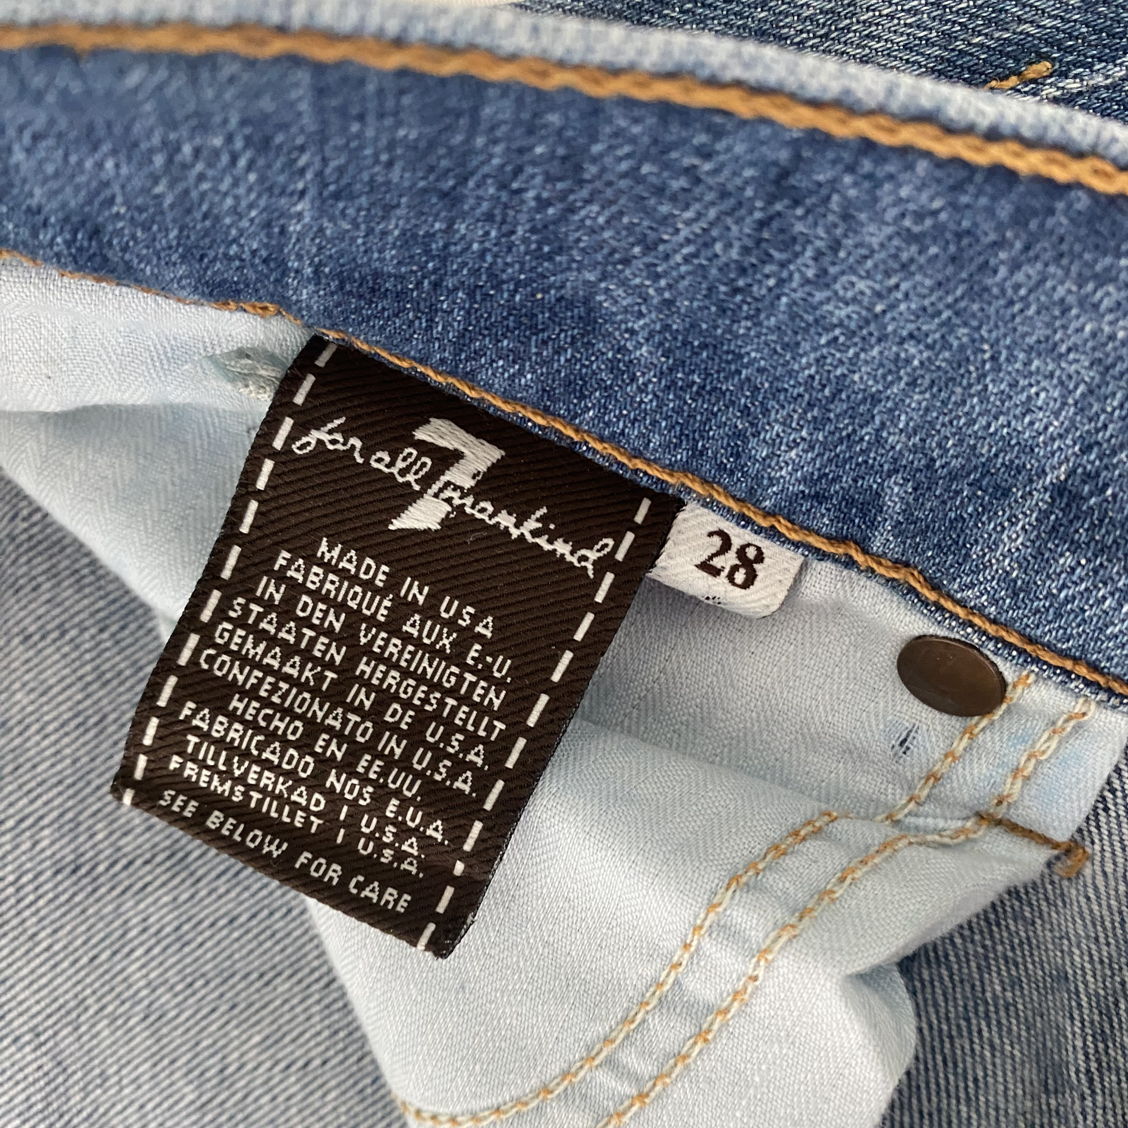 for all 7 mankind
28
MADE IN USA
FABRIQUÉ AUX E.-U.
IN DEN VEREINIGTEN
STAATEN HERGESTELLT
GEMAAKT IN DE U.S.A.
CONFEZIONATO IN U.S.A.
HECHO EN EE.UU.
FABRICADO NOS E.U.A.
TILLVERKAD I U.S.A.
FREMSTILLET I U.S.A.
SEE BELOW FOR CARE